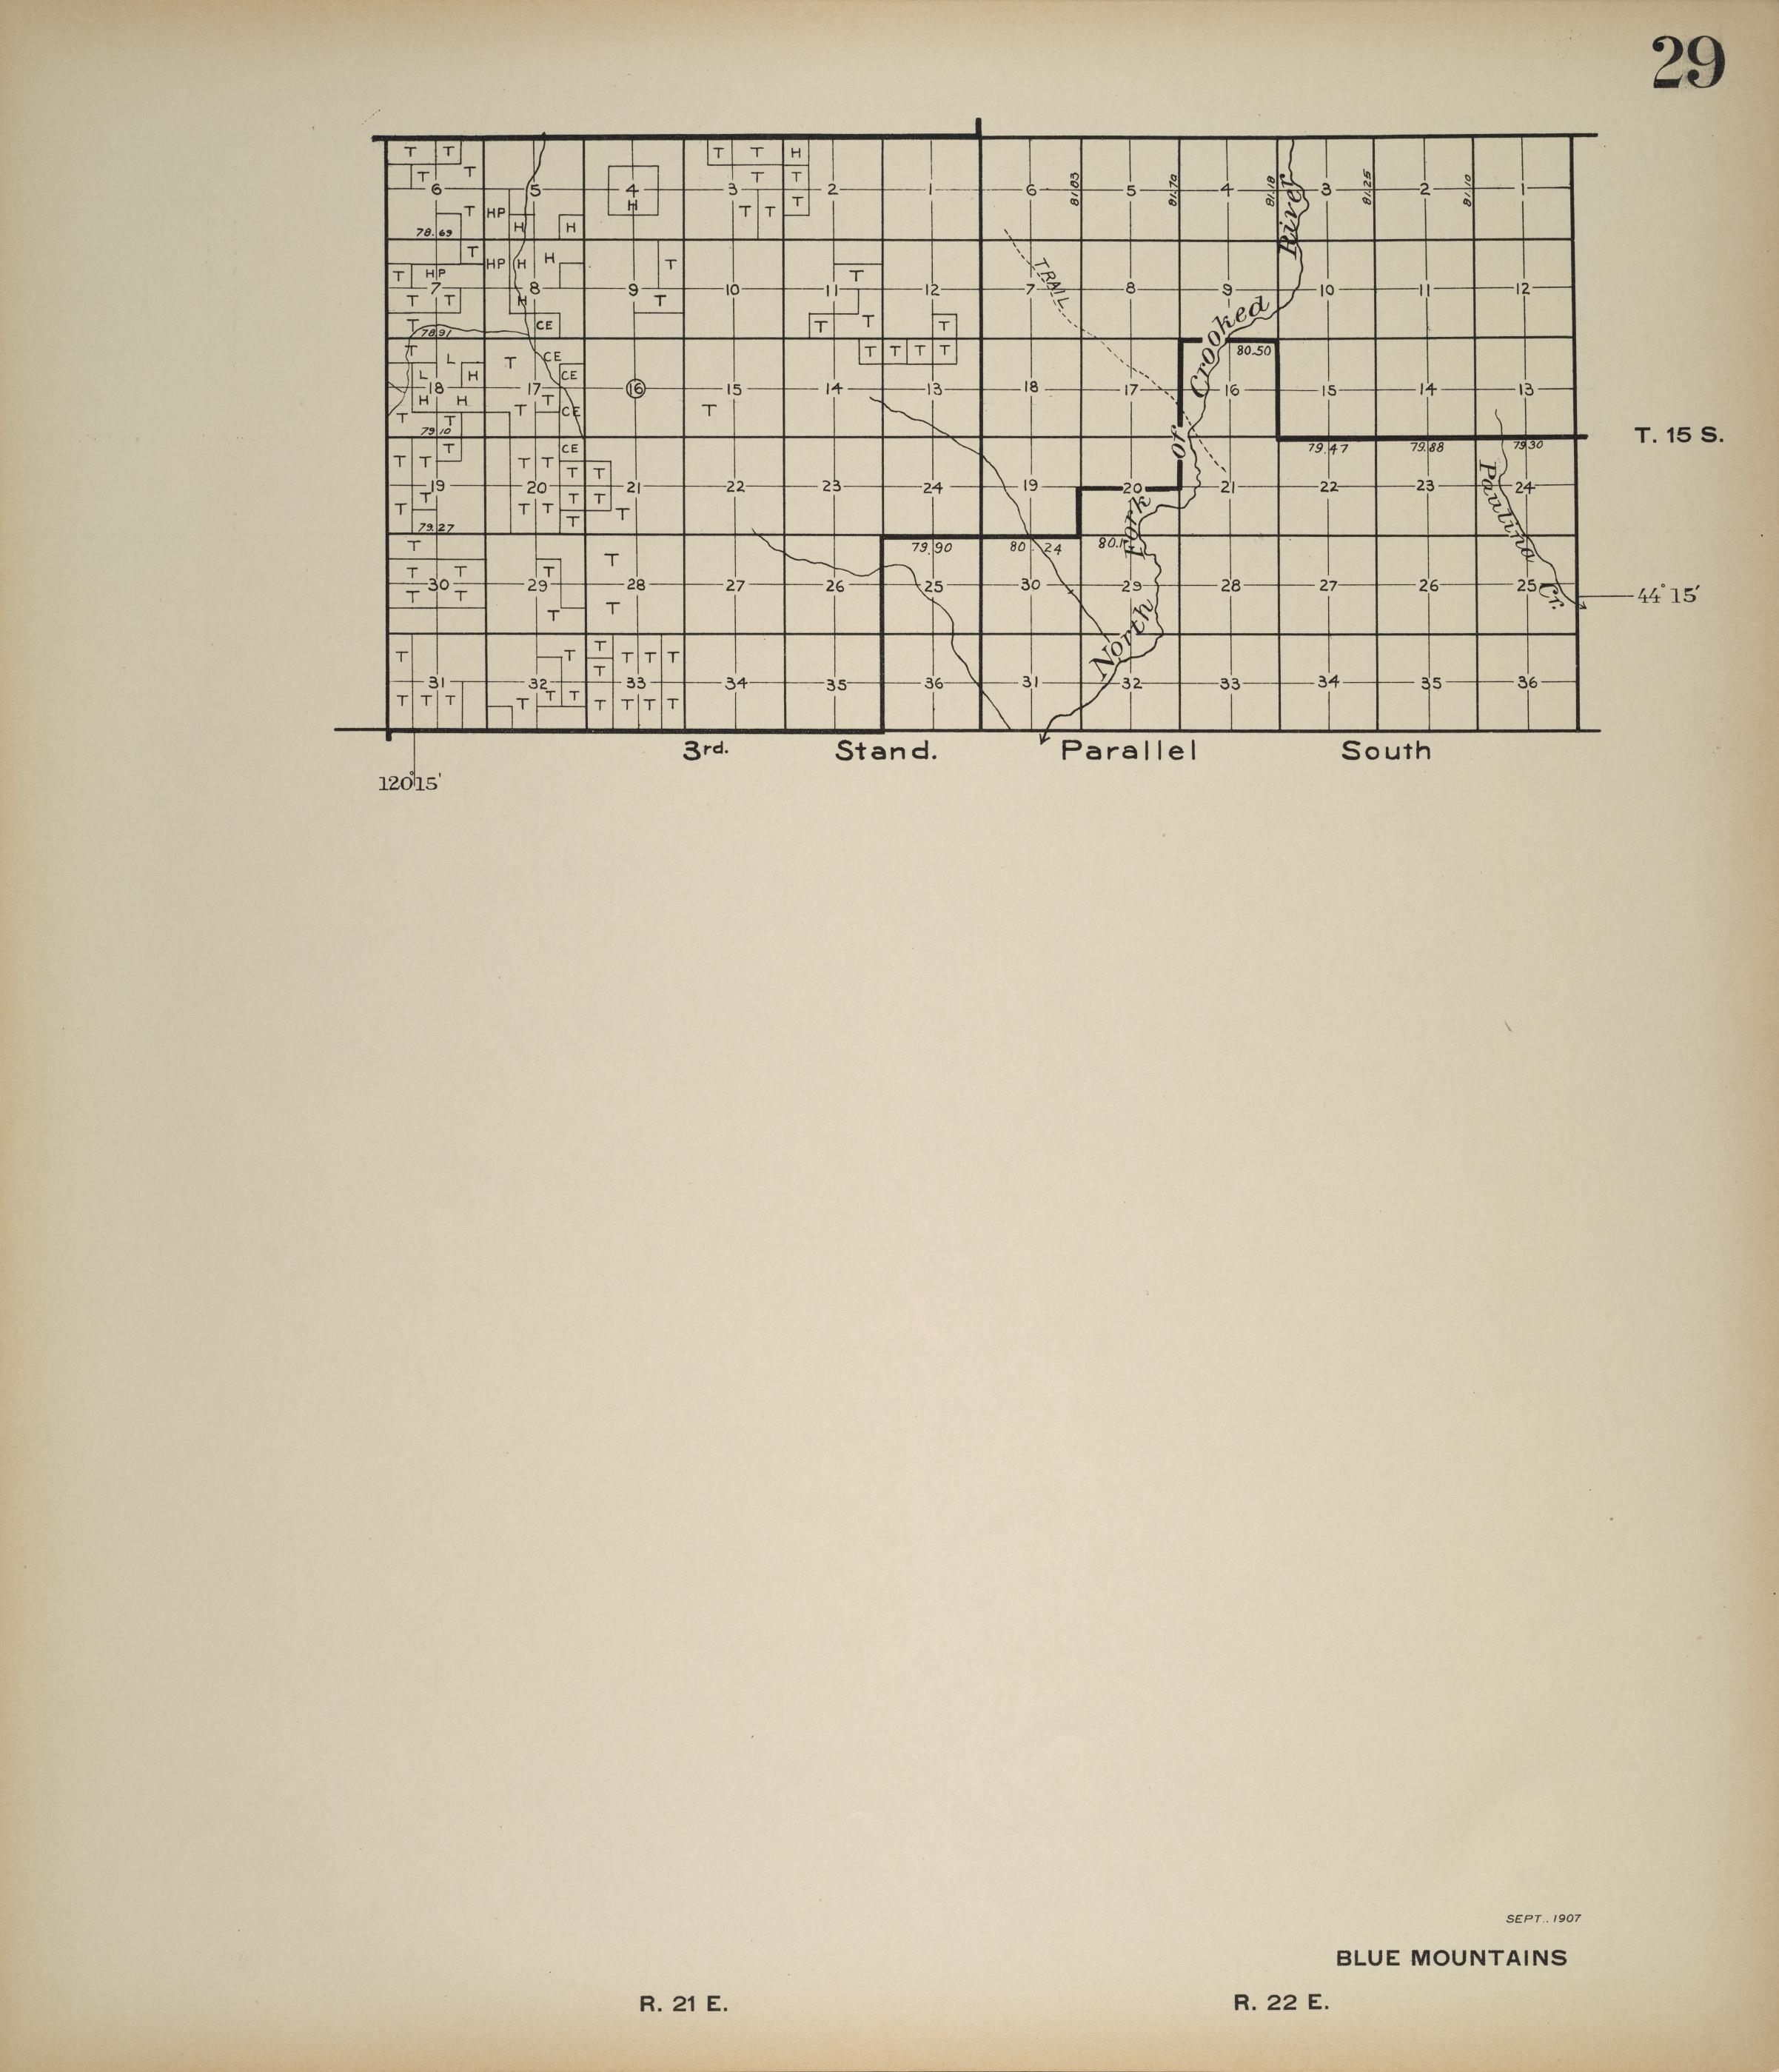 29
T T T T H
T T T T
6 5 4 3 2 1 6 81.83 5 81.70 4 81.18 3 81.25 2 81.10 1
H T
T HP T T
H H
78.69
T HP H H T
T HP T
7 8 9 10 11 12 7 8 9 10 11 12
T T H T
T CE T T T
78.91
T L T CE T T T T 80.50
L H CE
18 17 16 15 14 13 18 17 16 15 14 13
H H T
T T T CE T
79.10
T CE 79.47 79.88 79.30
T T T T T T
19 20 21 22 23 24 19 20 21 22 23 24
T T T
T T T T T
79.27
T T 79.90 80.24 80.1
T T T
30 29 28 27 26 25 30 29 28 27 26 25
T T
T T
T T T T T T
T
31 32 33 34 35 36 31 32 33 34 35 36
T T T T T T T T T T
TRAIL
North Fork of Crooked River
Paulina Cr.
T. 15 S.
44° 15'
3rd. Stand. Parallel South
120° 15'
SEPT.. 1907
BLUE MOUNTAINS
R. 21 E. R. 22 E.